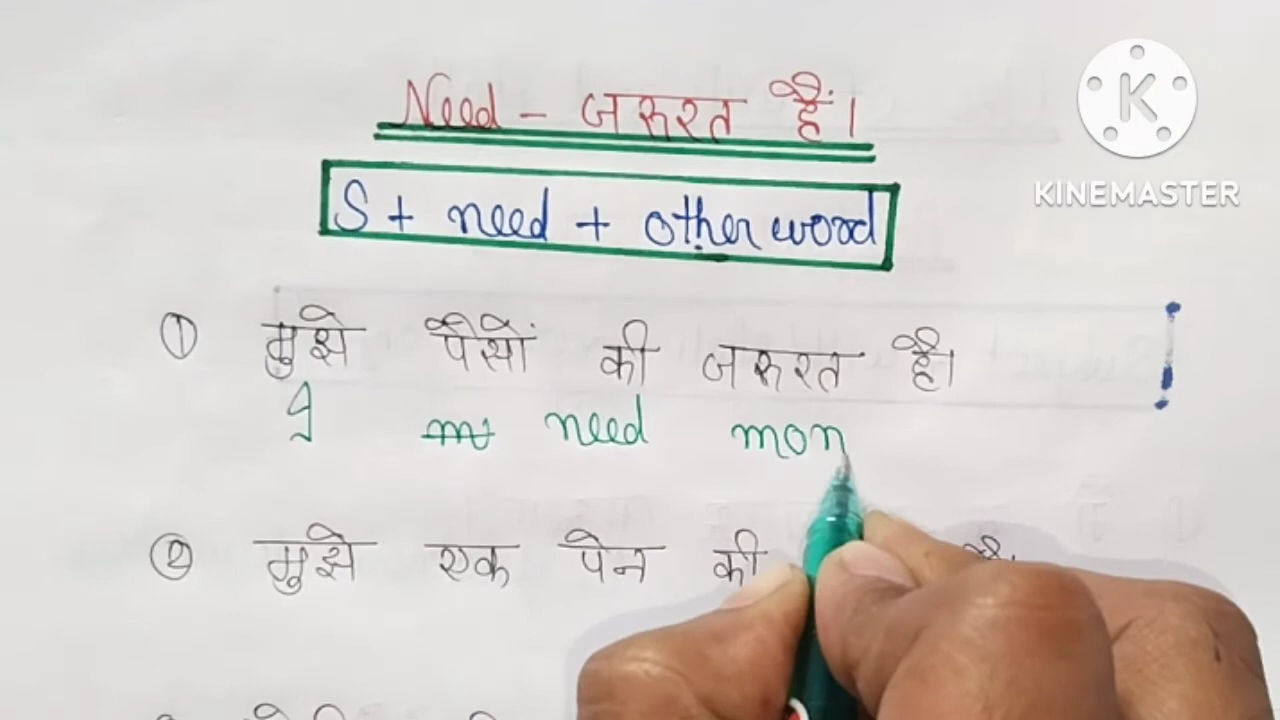 Need - जरूरत हैं।
S + need + other word
KINEMASTER
① मुझे पैसों की जरूरत है।
I need mon
② मुझे एक पेन की है।